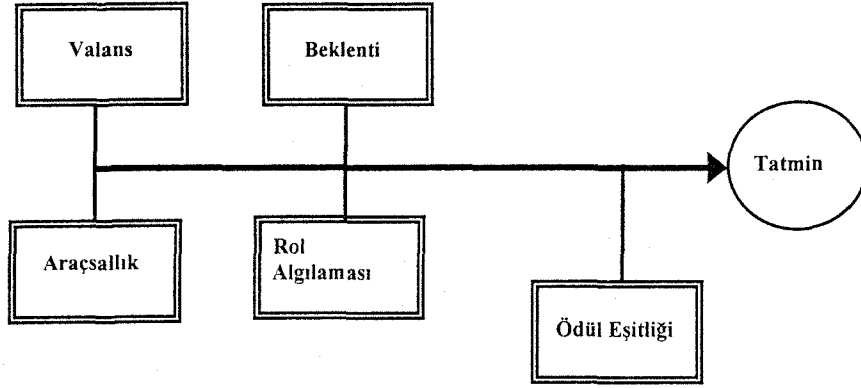 Valans
Beklenti
Tatmin
Araçsallık
Rol
Algılaması
Ödül Eşitliği